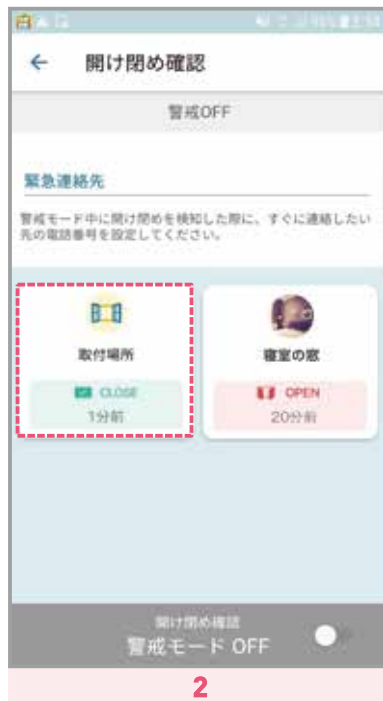 開け閉め確認
警戒OFF
緊急連絡先
警戒モード中に開け閉めを検知した際に、すぐに連絡したい
先の電話番号を設定してください。
取付場所
寝室の窓
CLOSE
OPEN
1分前
20分前
開け閉め確認
警戒モード OFF
2